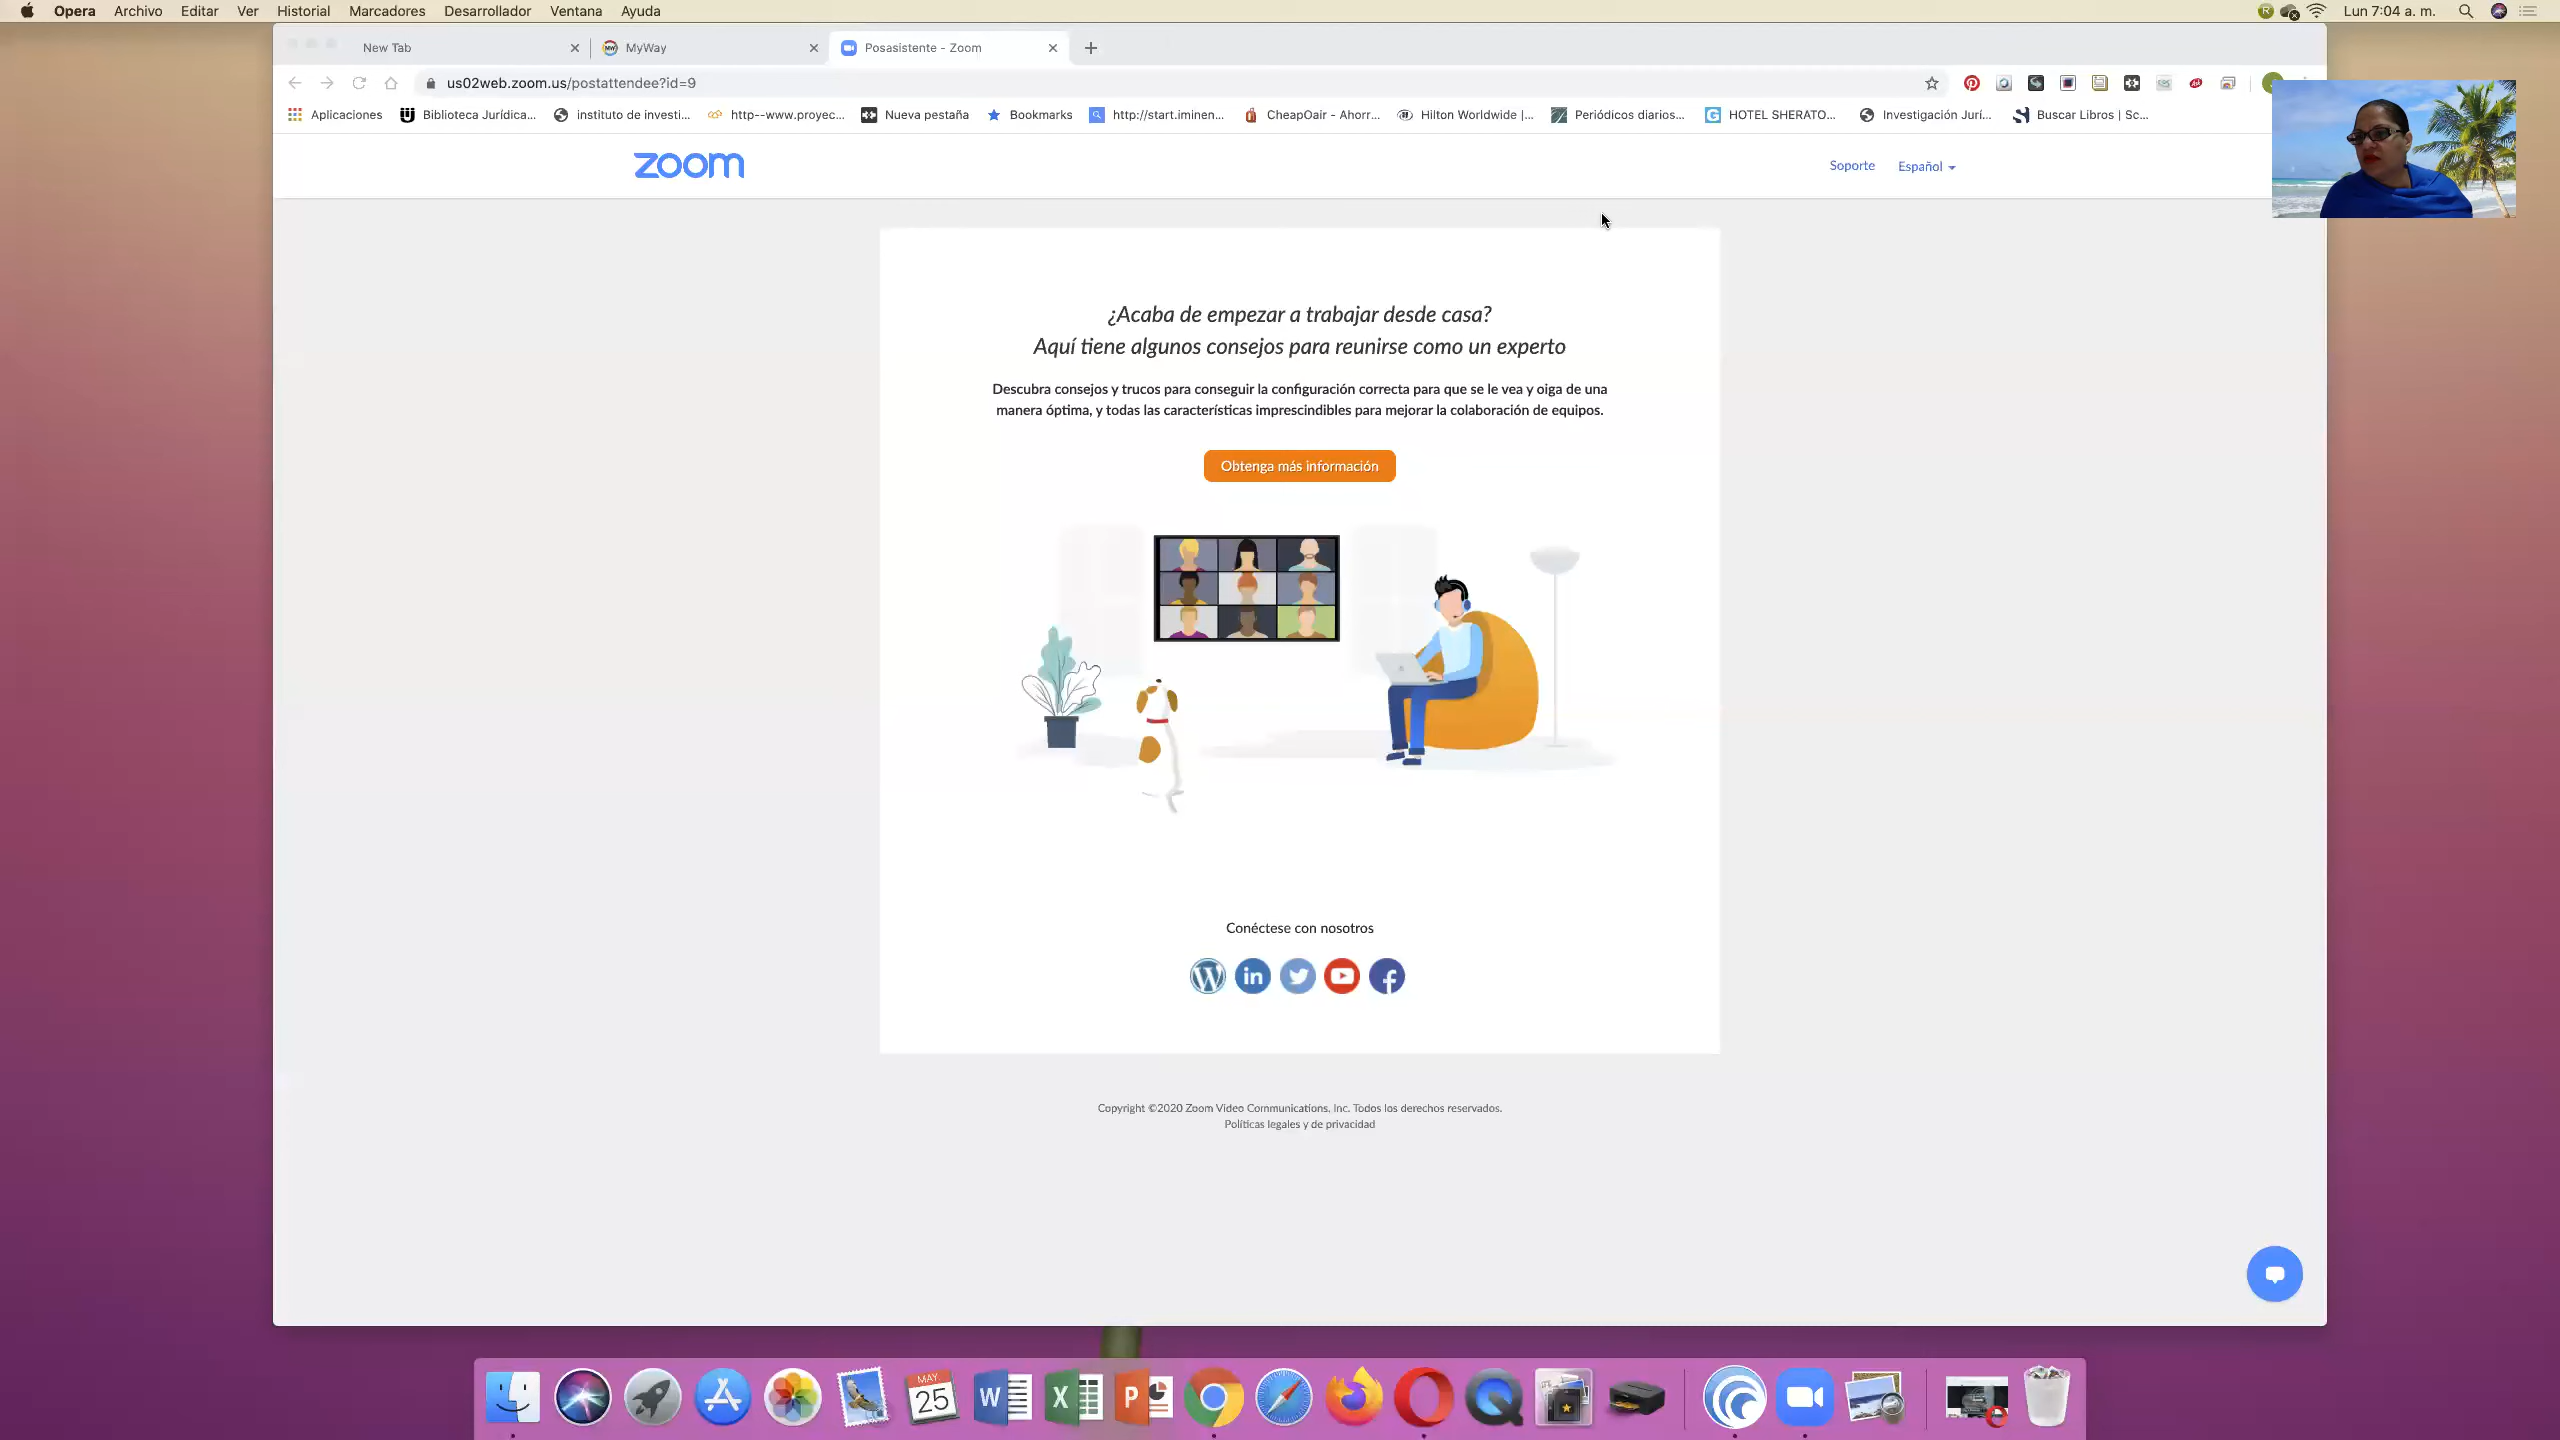 Opera Archivo Editar Ver Historial Marcadores Desarrollador Ventana Ayuda Lun 7:04 a. m.
New Tab MyWay Posasistente - Zoom
us02web.zoom.us/postattendee?id=9
Aplicaciones Biblioteca Jurídica... instituto de investi... http--www.proyec... Nueva pestaña Bookmarks http://start.iminen... CheapOair - Ahorr... Hilton Worldwide |... Periódicos diarios... HOTEL SHERATO... Investigación Jurí... Buscar Libros | Sc...
zoom Soporte Español
¿Acaba de empezar a trabajar desde casa?
Aquí tiene algunos consejos para reunirse como un experto
Descubra consejos y trucos para conseguir la configuración correcta para que se le vea y oiga de una
manera óptima, y todas las características imprescindibles para mejorar la colaboración de equipos.
Obtenga más información
Conéctese con nosotros
Copyright ©2020 Zoom Video Communications, Inc. Todos los derechos reservados.
Políticas legales y de privacidad
MAY
25